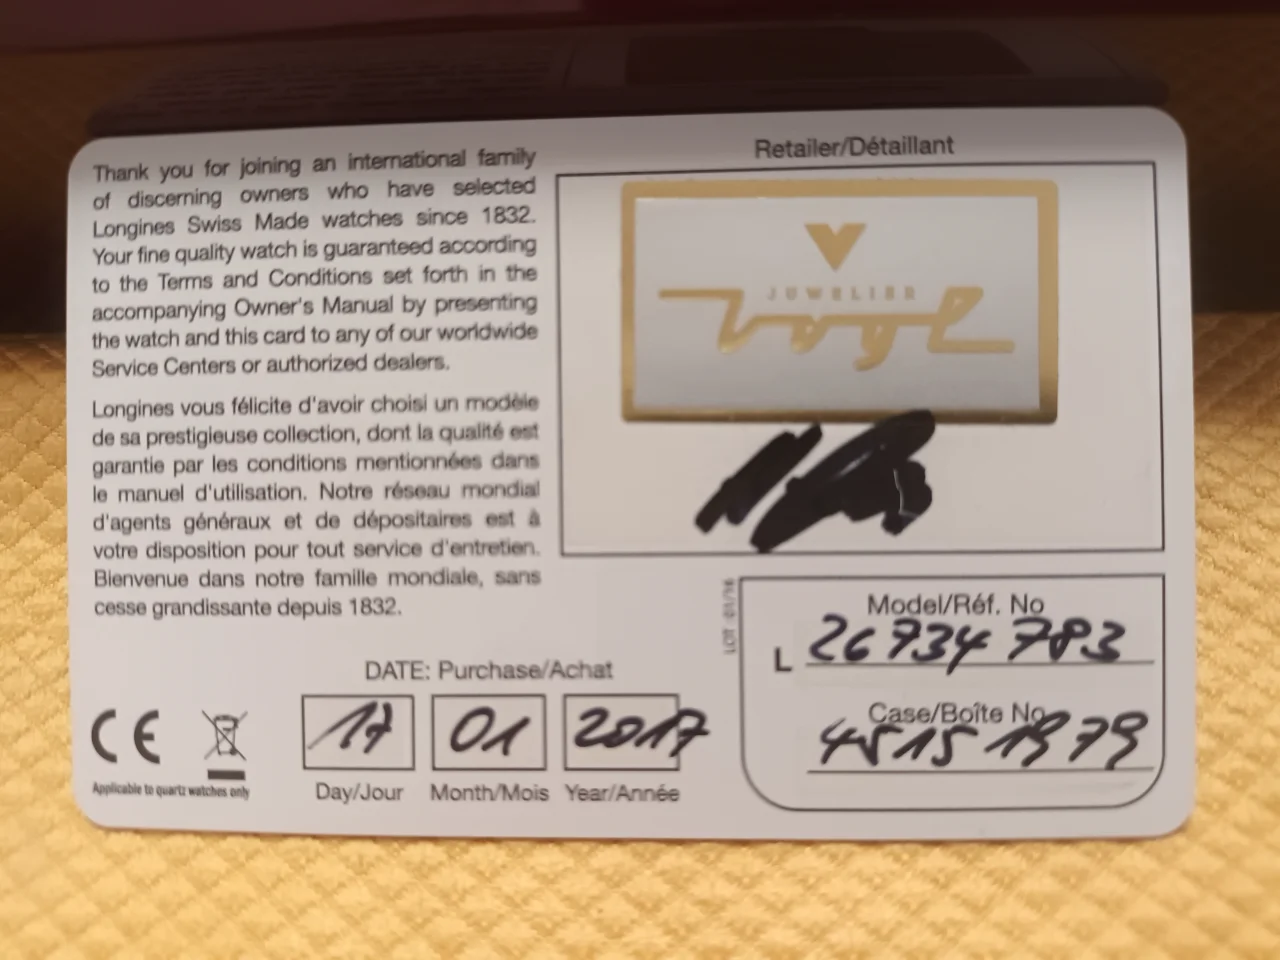 Thank you for joining an international family
of discerning owners who have selected
Longines Swiss Made watches since 1832.
Your fine quality watch is guaranteed according
to the Terms and Conditions set forth in the
accompanying Owner's Manual by presenting
the watch and this card to any of our worldwide
Service Centers or authorized dealers.
Longines vous félicite d'avoir choisi un modèle
de sa prestigieuse collection, dont la qualité est
garantie par les conditions mentionnées dans
le manuel d'utilisation. Notre réseau mondial
d'agents généraux et de dépositaires est à
votre disposition pour tout service d'entretien.
Bienvenue dans notre famille mondiale, sans
cesse grandissante depuis 1832.
Retailer/Détaillant
JUWELIER
Vogl
DATE: Purchase/Achat
17 01 2017
Day/Jour Month/Mois Year/Année
CE
Applicable to quartz watches only
LOT
Model/Réf. No
L 26734 783
Case/Boîte No